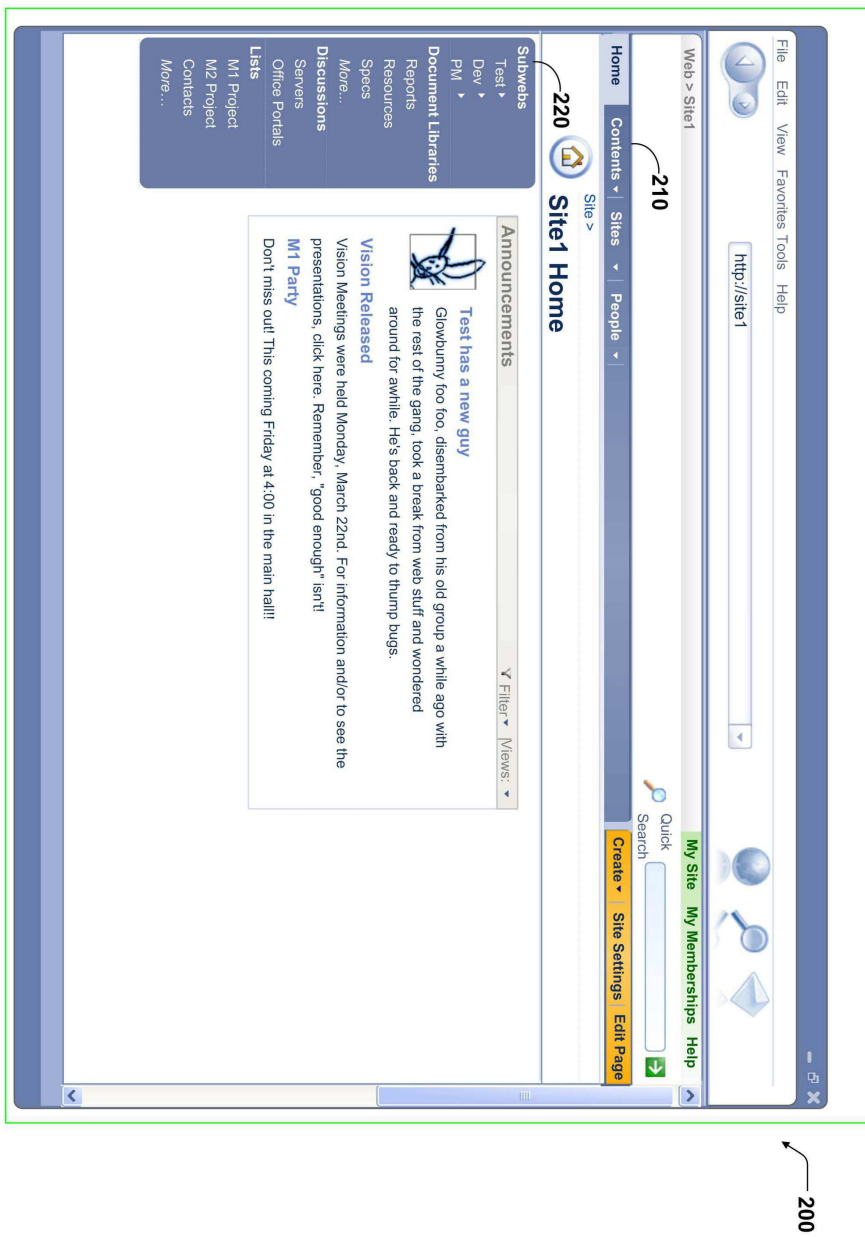 200
File Edit View Favorites Tools Help
http://site1
Web > Site1
My Site My Memberships Help
Quick
Search
210
Home Contents Sites People
Create Site Settings Edit Page
Site >
Site1 Home
220
Subwebs
Test
Dev
PM
Document Libraries
Reports
Resources
Specs
More...
Discussions
Servers
Office Portals
Lists
M1 Project
M2 Project
Contacts
More…
Announcements
Filter |Views:
Test has a new guy
Glowbunny foo foo, disembarked from his old group a while ago with
the rest of the gang, took a break from web stuff and wondered
around for awhile. He's back and ready to thump bugs.
Vision Released
Vision Meetings were held Monday, March 22nd. For information and/or to see the
presentations, click here. Remember, "good enough" isn't!
M1 Party
Don't miss out! This coming Friday at 4:00 in the main hall!!